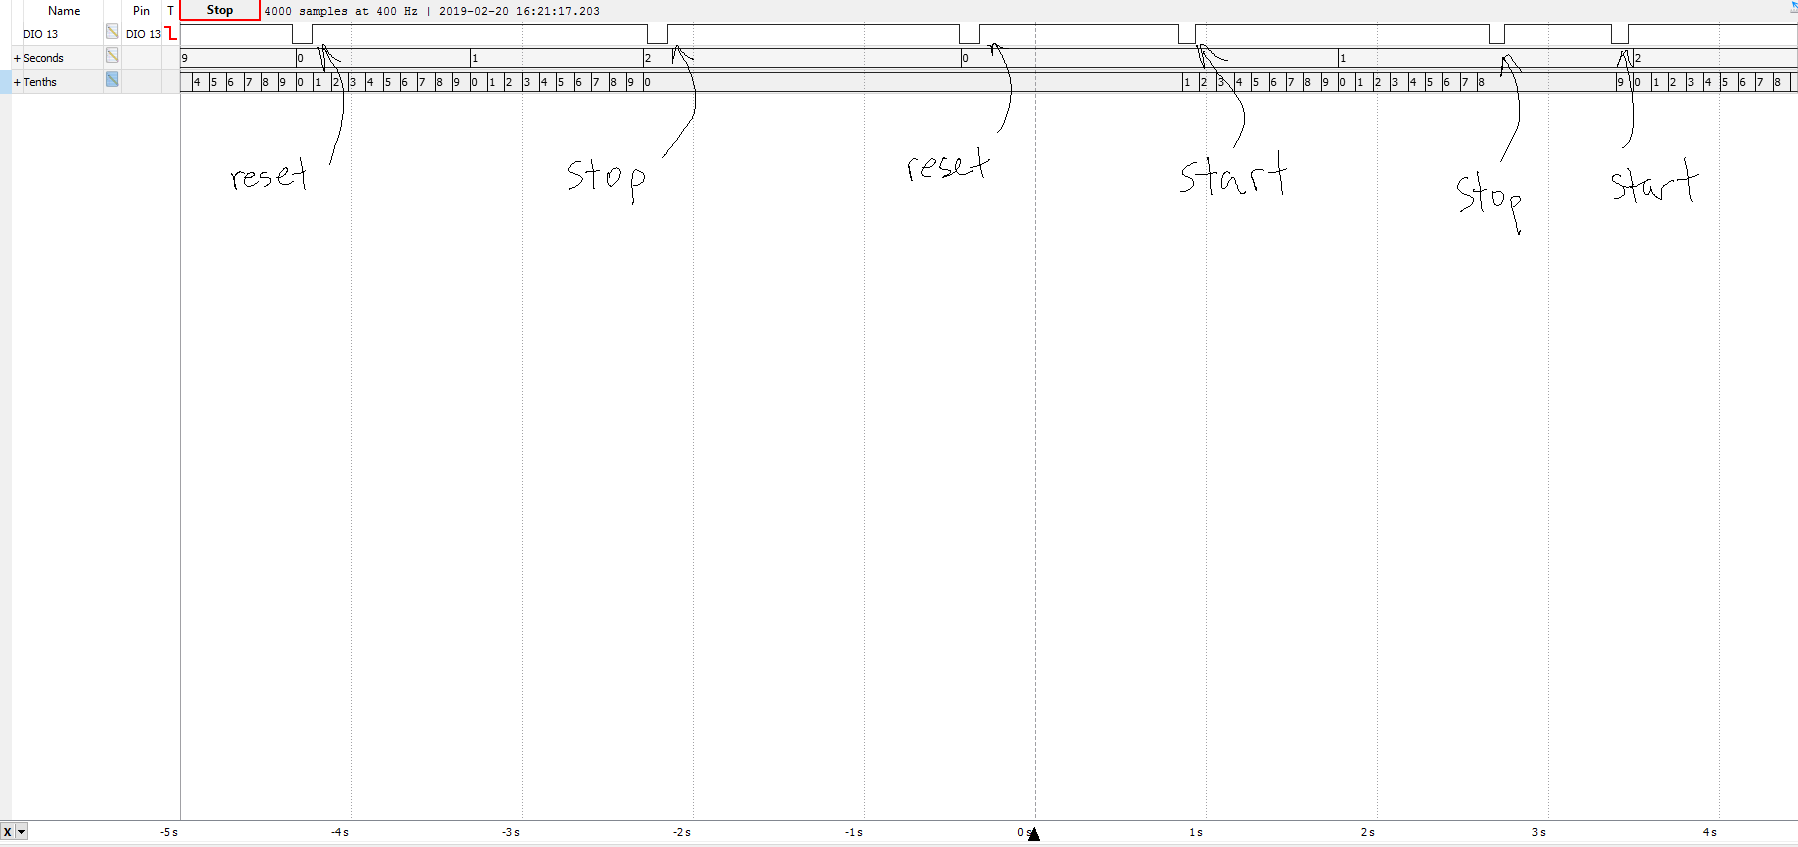 Name Pin T Stop 4000 samples at 400 Hz | 2019-02-20 16:21:17.203
DIO 13 DIO 13
+ Seconds 9 0 1 2 0 1 2
+ Tenths 4 5 6 7 8 9 0 1 2 3 4 5 6 7 8 9 0 1 2 3 4 5 6 7 8 9 0 1 2 3 4 5 6 7 8 9 0 1 2 3 4 5 6 7 8 9 0 1 2 3 4 5 6 7 8
reset stop reset start stop start
X -5 s -4 s -3 s -2 s -1 s 0 s 1 s 2 s 3 s 4 s